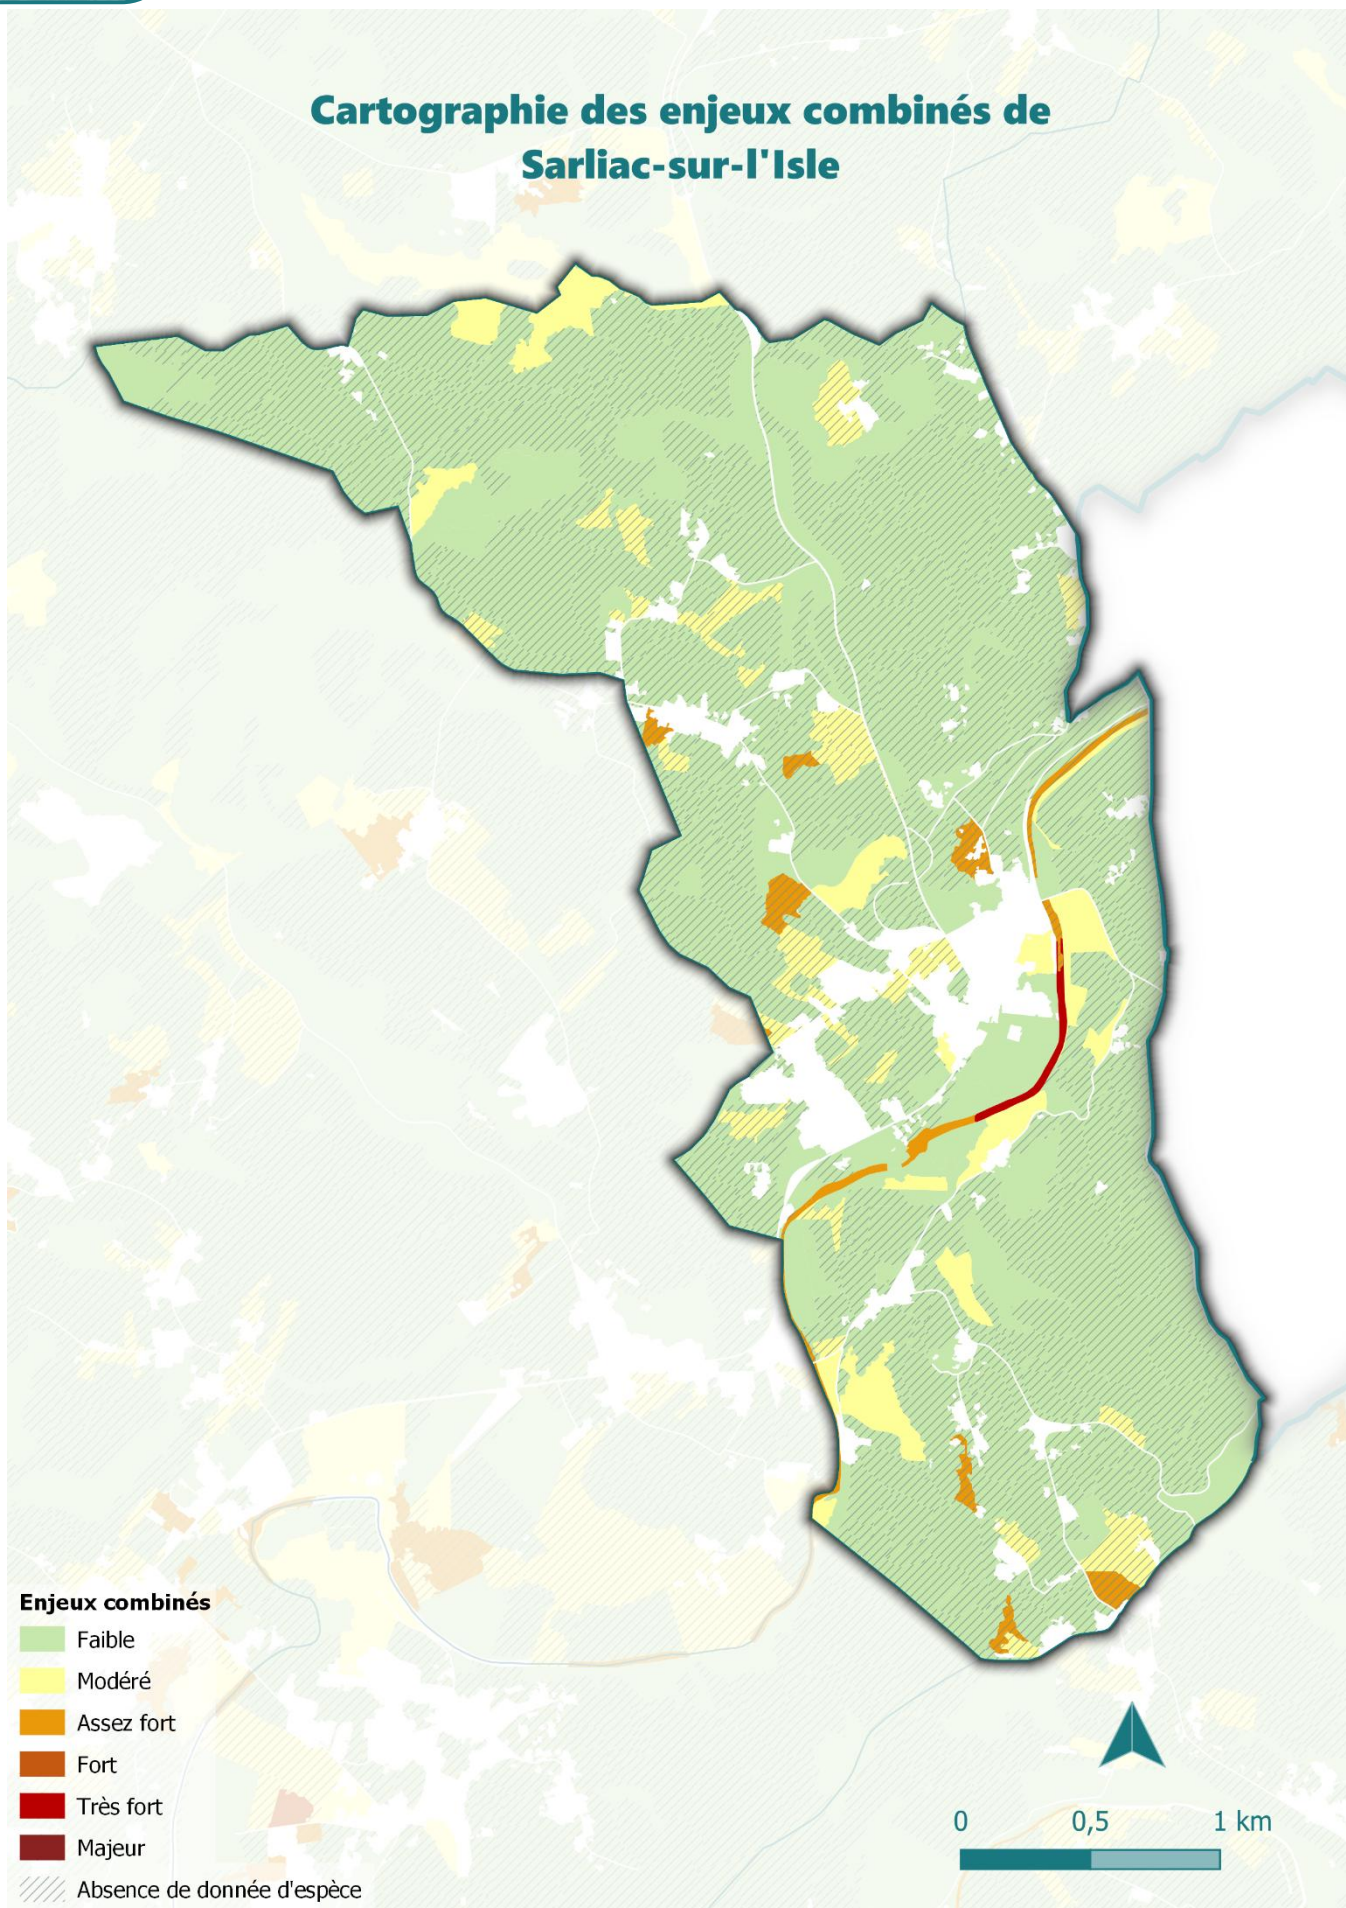 Cartographie des enjeux combinés de
Sarliac-sur-l'Isle
Enjeux combinés
Faible
Modéré
Assez fort
Fort
Très fort
Majeur
Absence de donnée d'espèce
0 0,5 1 km